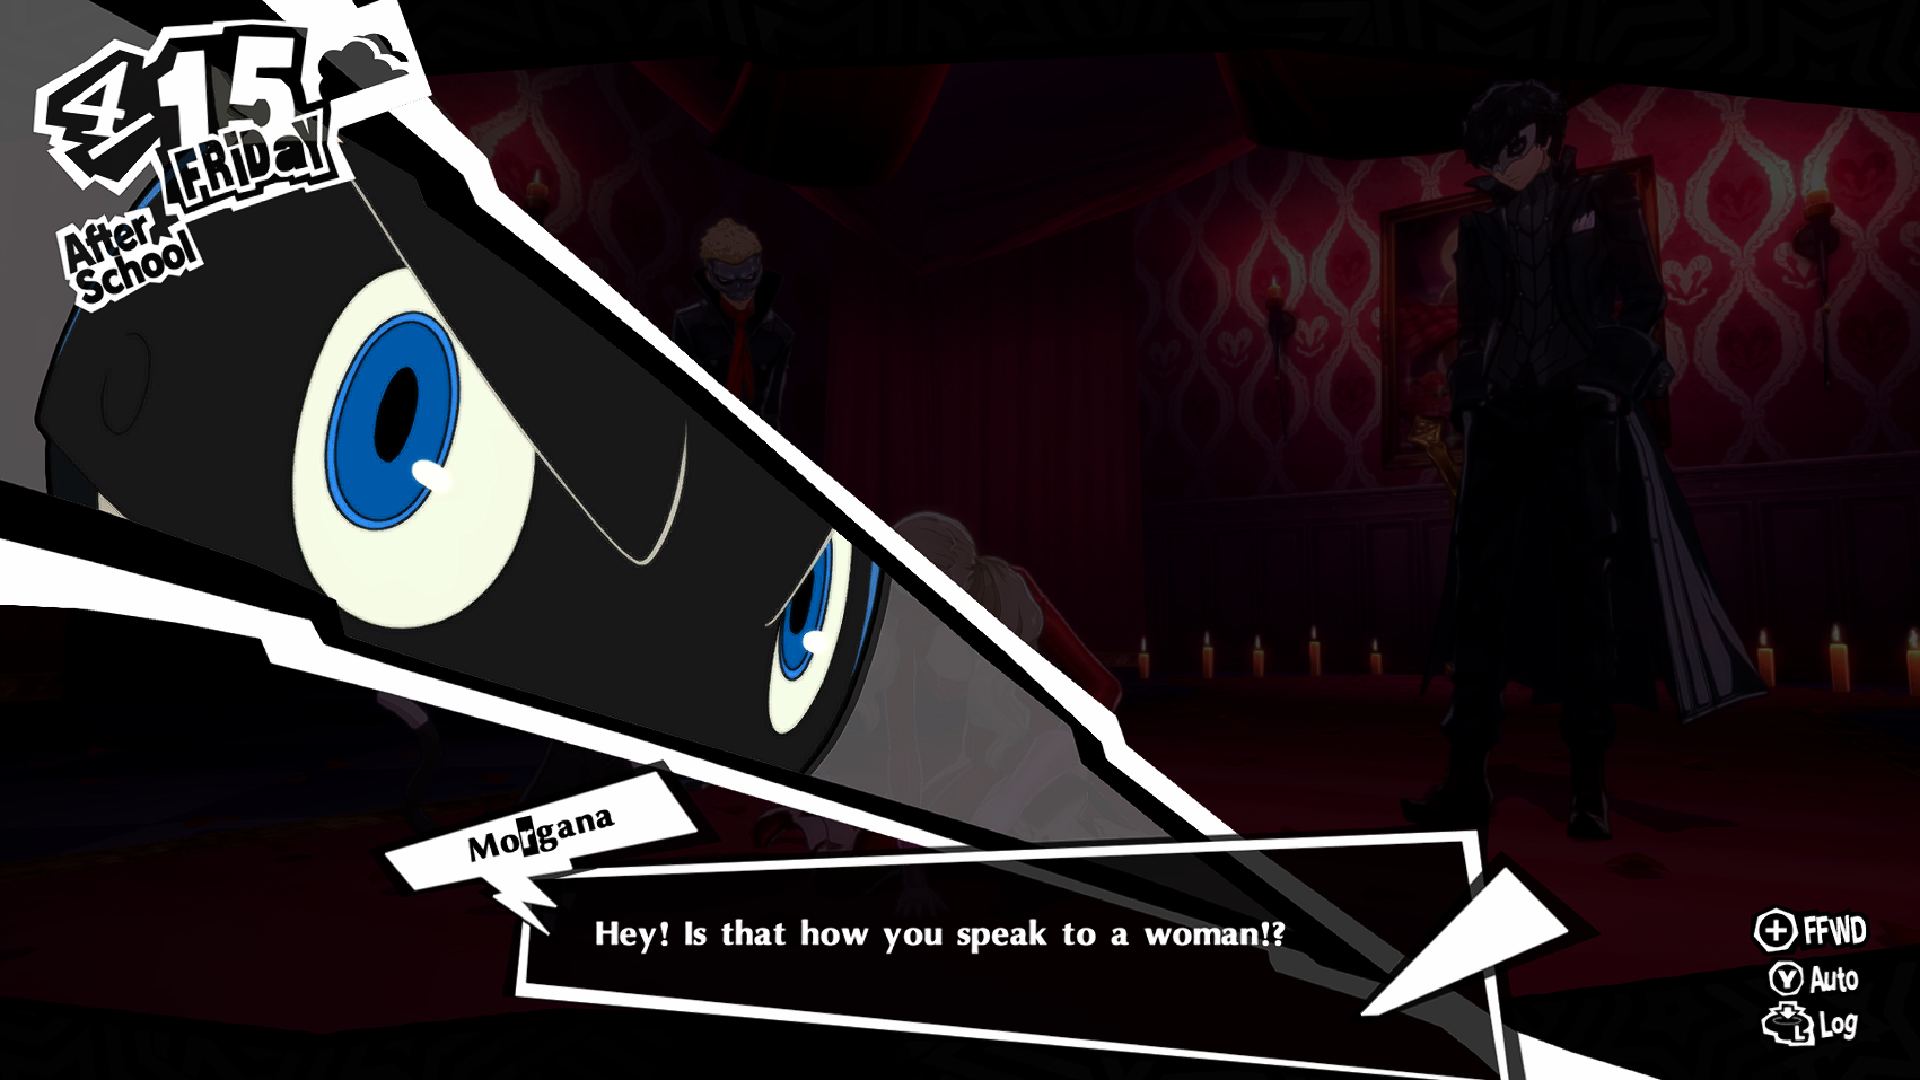 4 15
FRiDaY
After
School
Morgana
Hey! Is that how you speak to a woman!?
+ FFWD
Y Auto
L Log